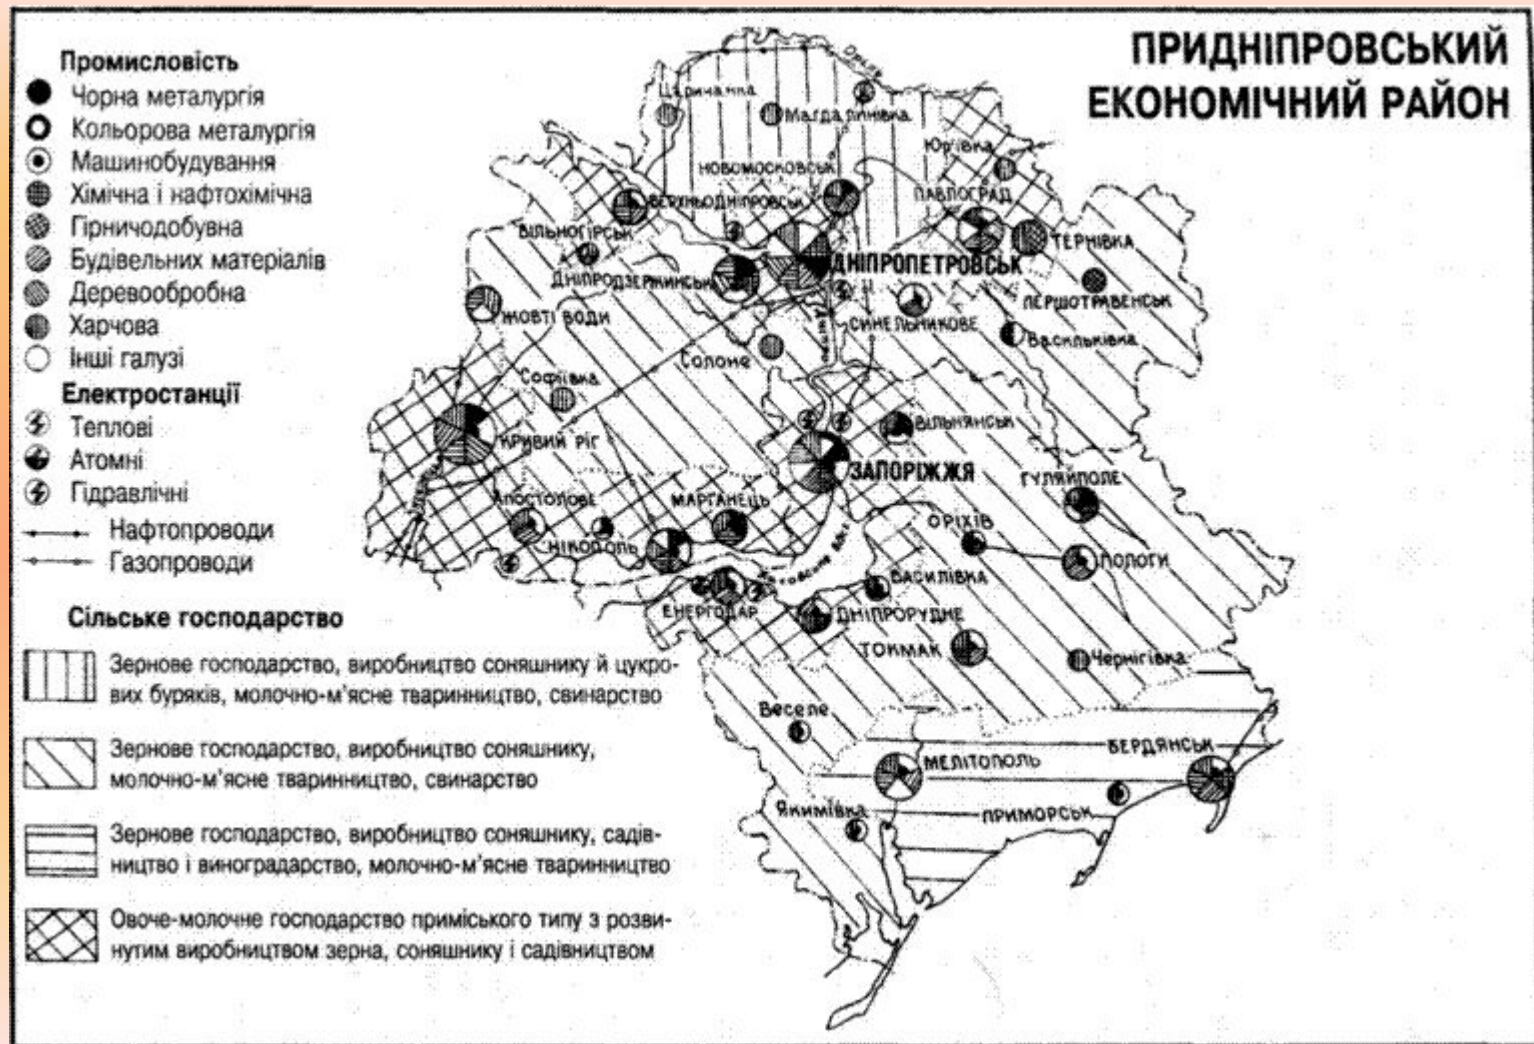 ПРИДНІПРОВСЬКИЙ
ЕКОНОМІЧНИЙ РАЙОН
Промисловість
Чорна металургія
Кольорова металургія
Машинобудування
Хімічна і нафтохімічна
Гірничодобувна
Будівельних матеріалів
Деревообробна
Харчова
Інші галузі
Електростанції
Теплові
Атомні
Гідравлічні
Нафтопроводи
Газопроводи
Сільське господарство
Зернове господарство, виробництво соняшнику й цукро-
вих буряків, молочно-м'ясне тваринництво, свинарство
Зернове господарство, виробництво соняшнику,
молочно-м'ясне тваринництво, свинарство
Зернове господарство, виробництво соняшнику, садів-
ництво і виноградарство, молочно-м'ясне тваринництво
Овоче-молочне господарство приміського типу з розви-
нутим виробництвом зерна, соняшнику і садівництвом
Оріль
Царичанка
Магдалинівка
Юр'ївка
НОВОМОСКОВСЬК
ПАВЛОГРАД
ВЕРХНЬОДНІПРОВСЬК
ВІЛЬНОГІРСЬК
ТЕРНІВКА
ДНІПРОПЕТРОВСЬК
ДНІПРОДЗЕРЖИНСЬК
ПЕРШОТРАВЕНСЬК
ЖОВТІ ВОДИ
СИНЕЛЬНИКОВЕ
Васильківка
Дніпро
Солоне
Софіївка
КРИВИЙ РІГ
ВІЛЬНЯНСЬК
ЗАПОРІЖЖЯ
ГУЛЯЙПОЛЕ
АПОСТОЛОВЕ
МАРГАНЕЦЬ
ОРІХІВ
НІКОПОЛЬ
ПОЛОГИ
Каховське вдсх.
ВАСИЛІВКА
ЕНЕРГОДАР
ДНІПРОРУДНЕ
ТОКМАК
Чернігівка
Веселе
БЕРДЯНСЬК
МЕЛІТОПОЛЬ
Якимівка
ПРИМОРСЬК